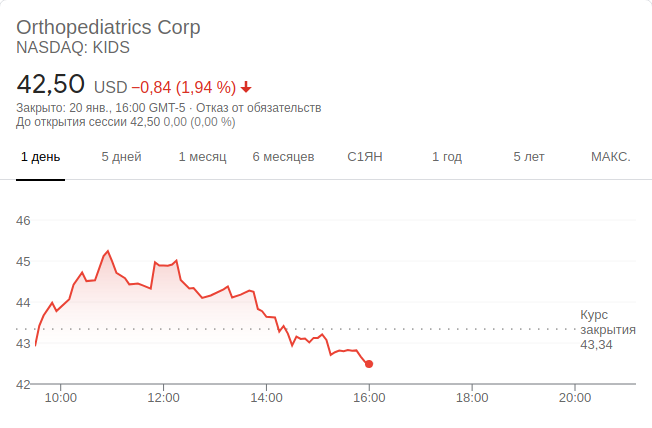 Orthopediatrics Corp
NASDAQ: KIDS
42,50 USD −0,84 (1,94 %)
Закрыто: 20 янв., 16:00 GMT-5 · Отказ от обязательств
До открытия сессии 42,50 0,00 (0,00 %)
1 день 5 дней 1 месяц 6 месяцев С1ЯН 1 год 5 лет МАКС.
46
45
44
43
42
Курс
закрытия
43,34
10:00 12:00 14:00 16:00 18:00 20:00